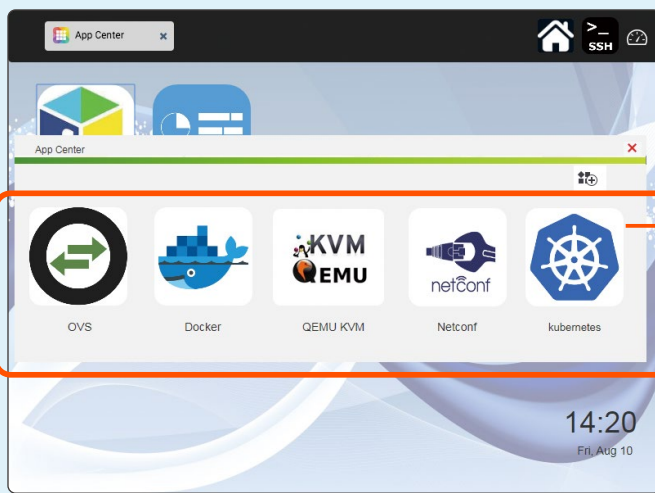 App Center x
>_
SSH
App Center
KVM
QEMU
netconf
OVS Docker QEMU KVM Netconf kubernetes
14:20
Fri, Aug 10